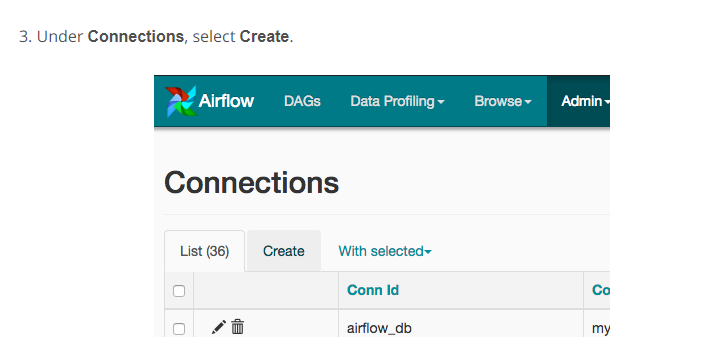 3. Under Connections, select Create.
Airflow DAGs Data Profiling Browse Admin
Connections
List (36) Create With selected
Conn Id Co
airflow_db my